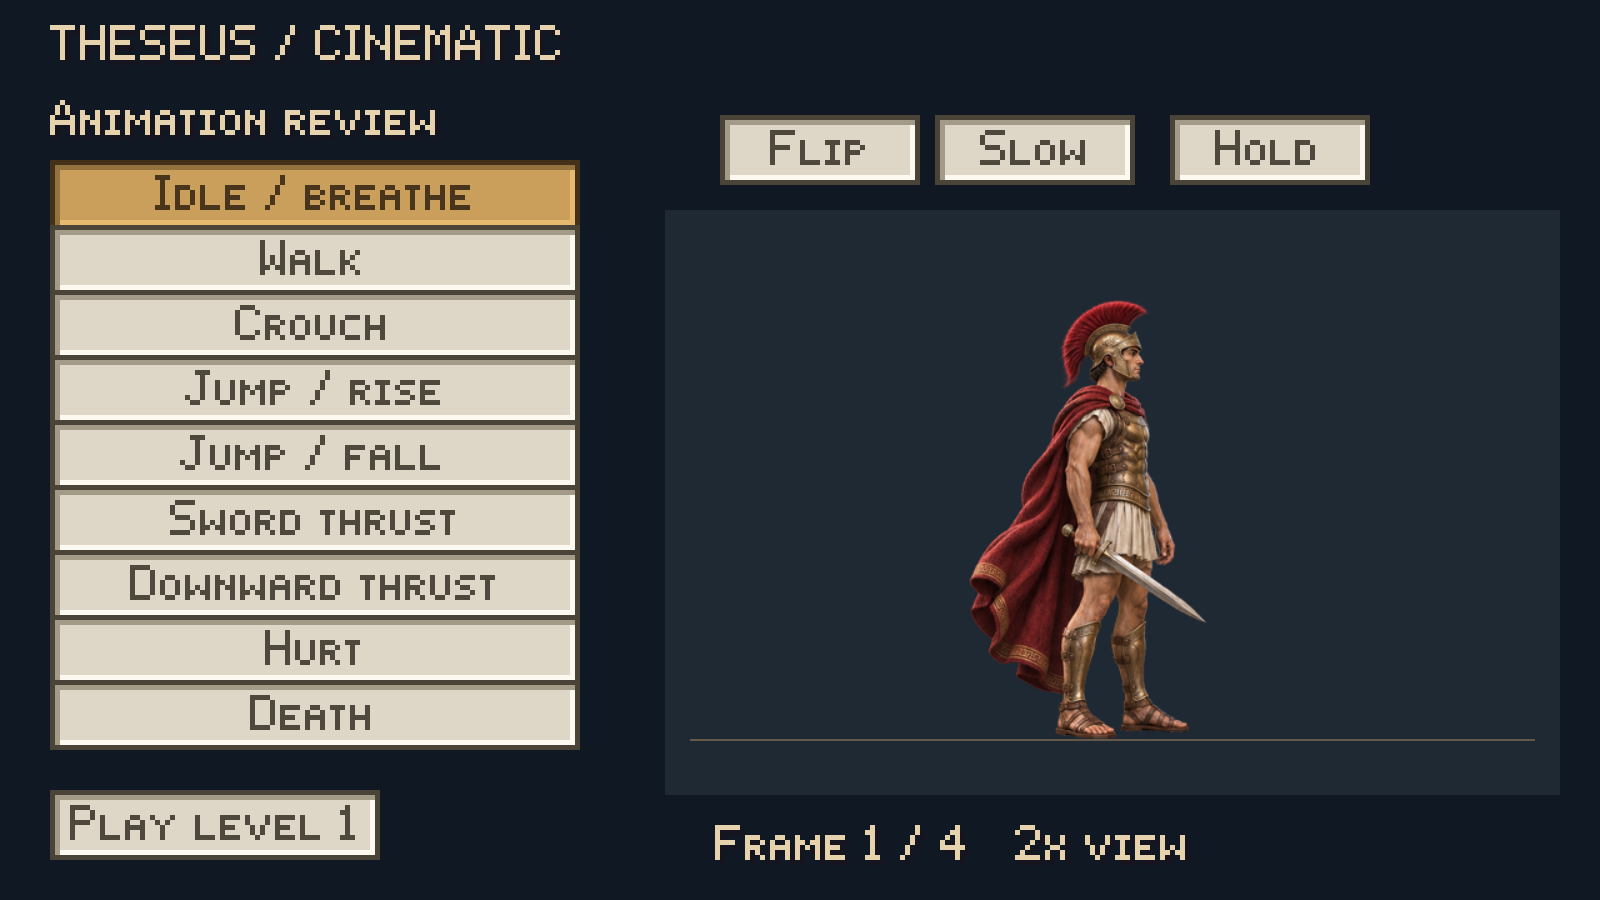 THESEUS / CINEMATIC
Animation review
Flip
Slow
Hold
Idle / breathe
Walk
Crouch
Jump / rise
Jump / fall
Sword thrust
Downward thrust
Hurt
Death
Play level 1
Frame 1 / 4 2x view